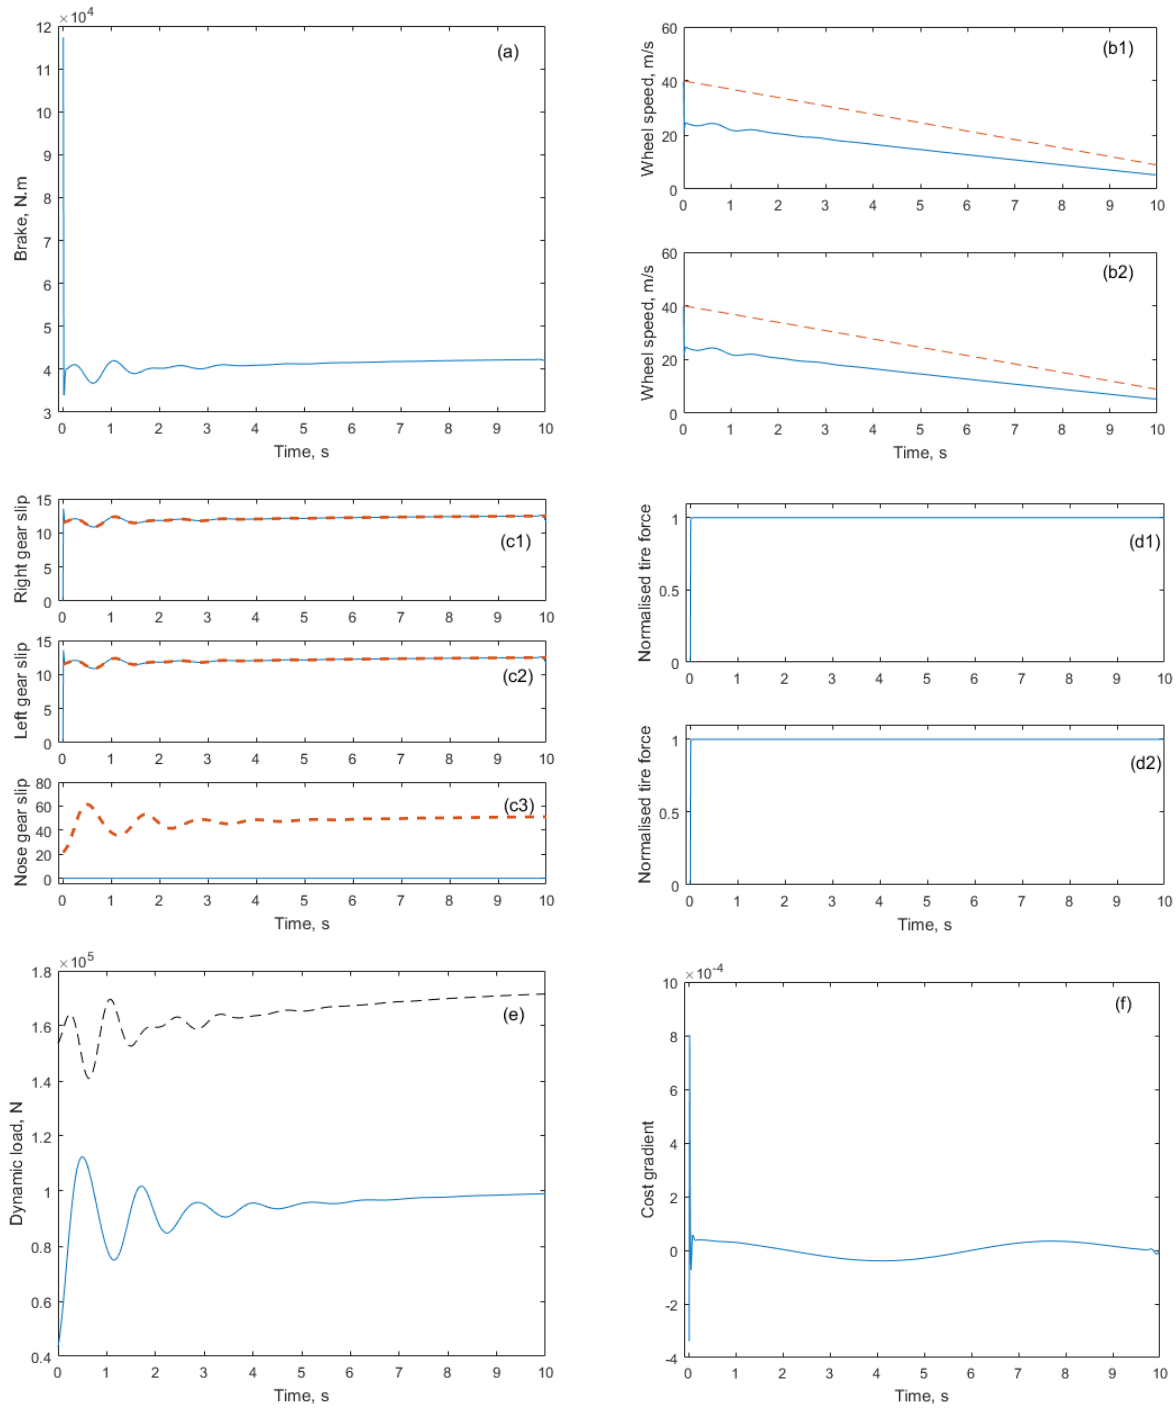 ×10^4
12
11
10
9
8
7
6
5
4
3
Brake, N.m
(a)
0 1 2 3 4 5 6 7 8 9 10
Time, s
60
40
20
0
Wheel speed, m/s
(b1)
0 1 2 3 4 5 6 7 8 9 10
60
40
20
0
Wheel speed, m/s
(b2)
0 1 2 3 4 5 6 7 8 9 10
Time, s
15
10
5
0
Right gear slip
(c1)
0 1 2 3 4 5 6 7 8 9 10
15
10
5
0
Left gear slip
(c2)
0 1 2 3 4 5 6 7 8 9 10
80
60
40
20
0
Nose gear slip
(c3)
0 1 2 3 4 5 6 7 8 9 10
Time, s
1
0.5
0
Normalised tire force
(d1)
0 1 2 3 4 5 6 7 8 9 10
1
0.5
0
Normalised tire force
(d2)
0 1 2 3 4 5 6 7 8 9 10
Time, s
×10^5
1.8
1.6
1.4
1.2
1
0.8
0.6
0.4
Dynamic load, N
(e)
0 1 2 3 4 5 6 7 8 9 10
Time, s
×10^-4
10
8
6
4
2
0
-2
-4
Cost gradient
(f)
0 1 2 3 4 5 6 7 8 9 10
Time, s